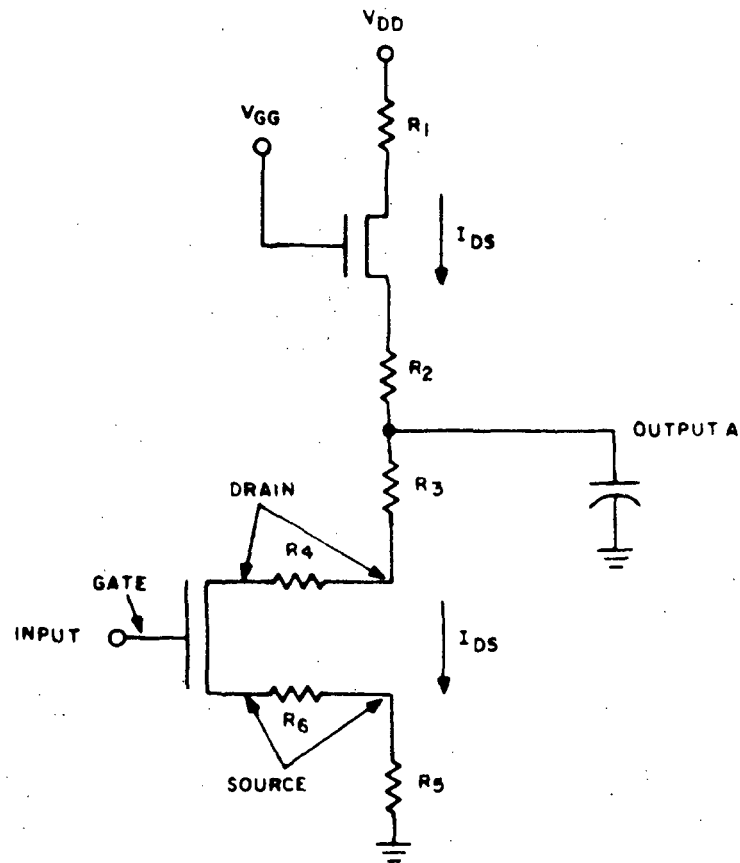 VDD
VGG
R1
IDS
R2
OUTPUT A
R3
DRAIN
R4
GATE
INPUT
IDS
R6
SOURCE
R5